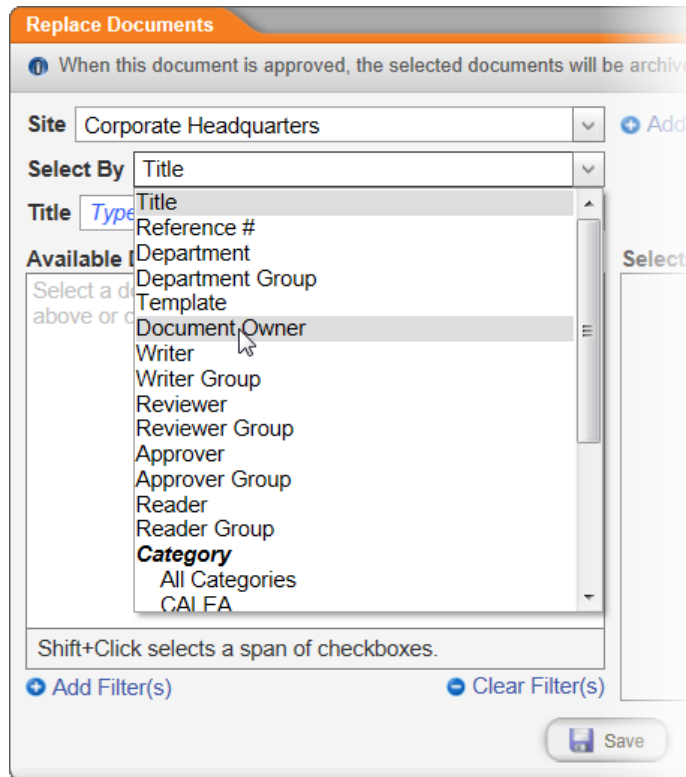 Replace Documents
When this document is approved, the selected documents will be archiv
Site Corporate Headquarters
Add
Select By Title
Title Type
Title
Reference #
Department
Department Group
Template
Document Owner
Writer
Writer Group
Reviewer
Reviewer Group
Approver
Approver Group
Reader
Reader Group
Category
All Categories
CALEA
Available
Select a d
above or
Select
Shift+Click selects a span of checkboxes.
Add Filter(s) Clear Filter(s)
Save